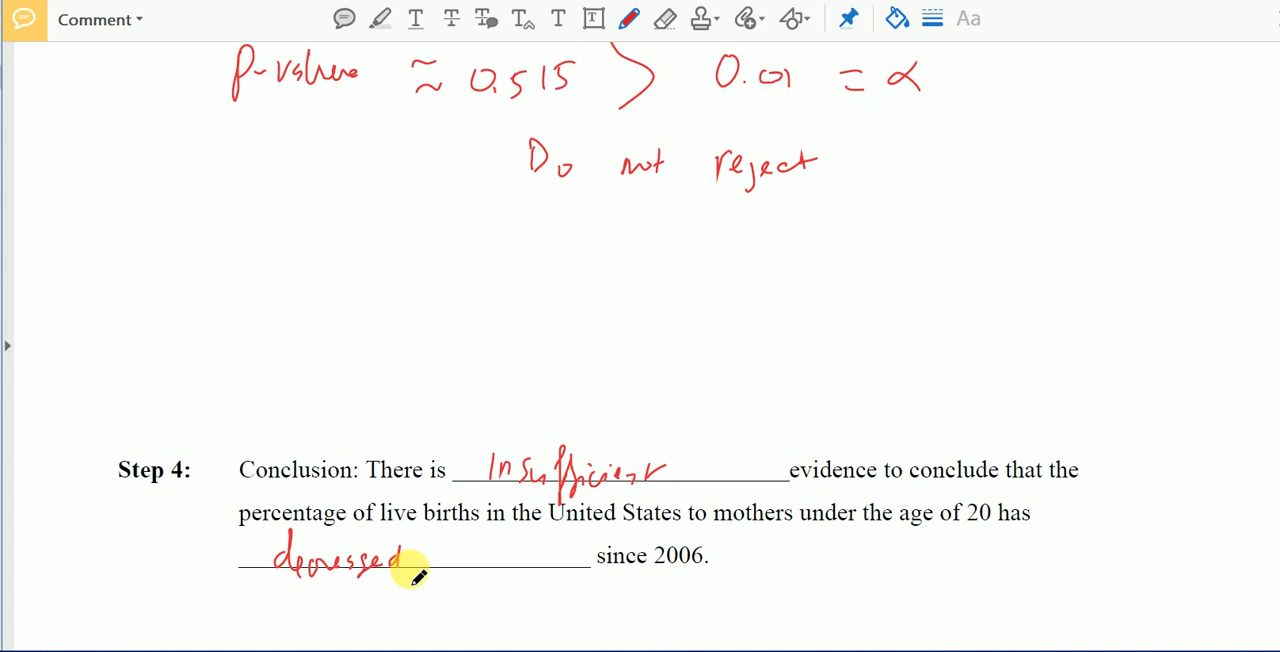 Comment
Aa
P-value ≈ 0.515 > 0.01 = α
Do not reject
Step 4: Conclusion: There is Insufficient evidence to conclude that the
percentage of live births in the United States to mothers under the age of 20 has
depressed since 2006.